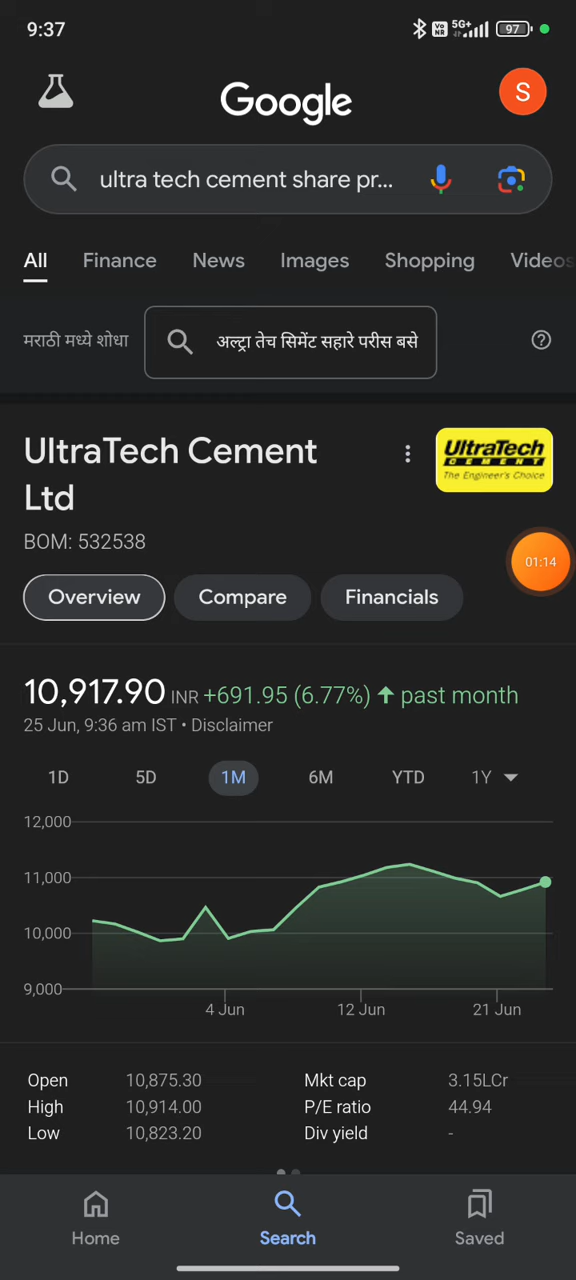 9:37
Vo NR 5G+ 97
Google
S
ultra tech cement share pr...
All Finance News Images Shopping Videos
मराठी मध्ये शोधा
अल्ट्रा तेच सिमेंट सहारे परीस बसे
UltraTech Cement Ltd
UltraTech
CEMENT
The Engineer's Choice
BOM: 532538
01:14
Overview Compare Financials
10,917.90 INR +691.95 (6.77%) ↑ past month
25 Jun, 9:36 am IST • Disclaimer
1D 5D 1M 6M YTD 1Y
12,000
11,000
10,000
9,000
4 Jun 12 Jun 21 Jun
Open 10,875.30 Mkt cap 3.15LCr
High 10,914.00 P/E ratio 44.94
Low 10,823.20 Div yield -
Home Search Saved